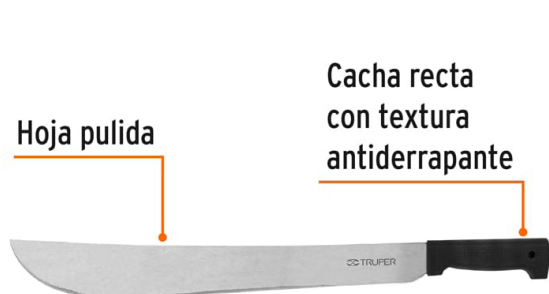 Hoja pulida
Cacha recta
con textura
antiderrapante
TRUPER